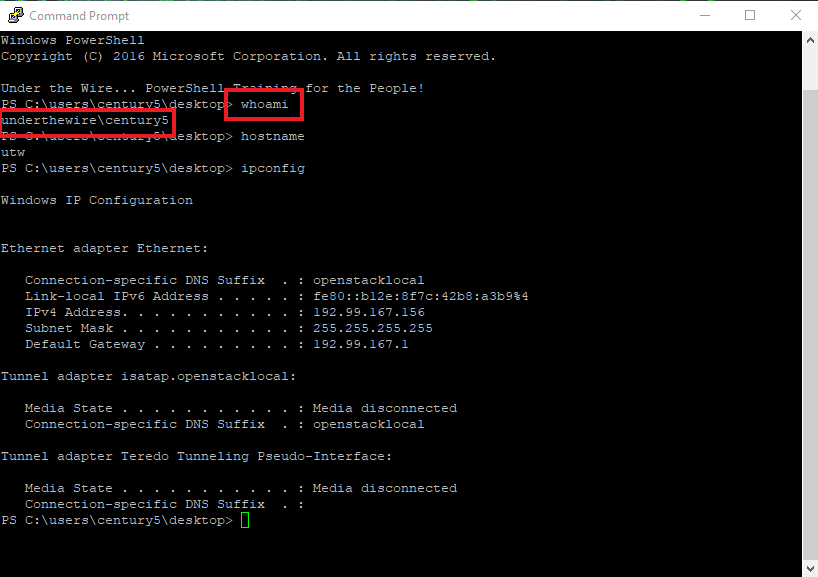 Command Prompt
Windows PowerShell
Copyright (C) 2016 Microsoft Corporation. All rights reserved.
Under the Wire... PowerShell Training for the People!
PS C:\users\century5\desktop> whoami
underthewire\century5
PS C:\users\century5\desktop> hostname
utw
PS C:\users\century5\desktop> ipconfig
Windows IP Configuration
Ethernet adapter Ethernet:
Connection-specific DNS Suffix  . : openstacklocal
Link-local IPv6 Address . . . . . : fe80::b12e:8f7c:42b8:a3b9%4
IPv4 Address. . . . . . . . . . . : 192.99.167.156
Subnet Mask . . . . . . . . . . . : 255.255.255.255
Default Gateway . . . . . . . . . : 192.99.167.1
Tunnel adapter isatap.openstacklocal:
Media State . . . . . . . . . . . : Media disconnected
Connection-specific DNS Suffix  . : openstacklocal
Tunnel adapter Teredo Tunneling Pseudo-Interface:
Media State . . . . . . . . . . . : Media disconnected
Connection-specific DNS Suffix  . :
PS C:\users\century5\desktop>